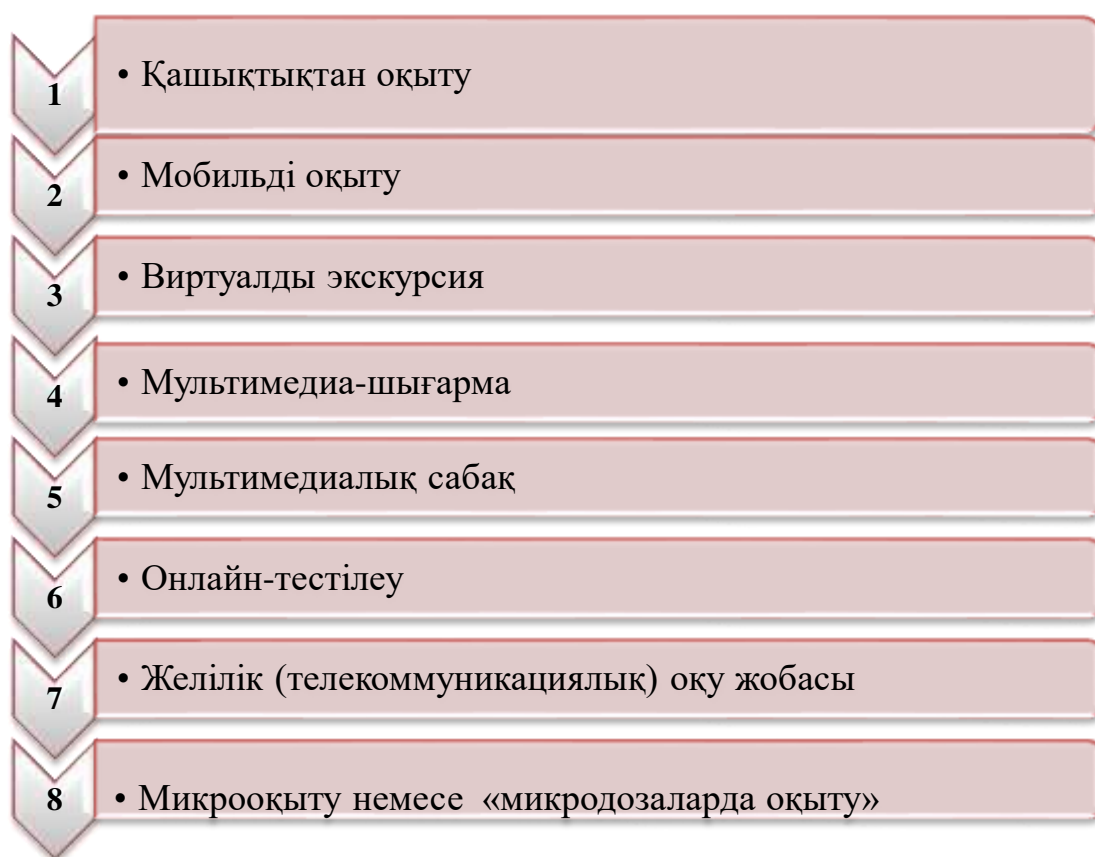 1 • Қашықтықтан оқыту
2 • Мобильді оқыту
3 • Виртуалды экскурсия
4 • Мультимедиа-шығарма
5 • Мультимедиалық сабақ
6 • Онлайн-тестілеу
7 • Желілік (телекоммуникациялық) оқу жобасы
8 • Микрооқыту немесе «микродозаларда оқыту»